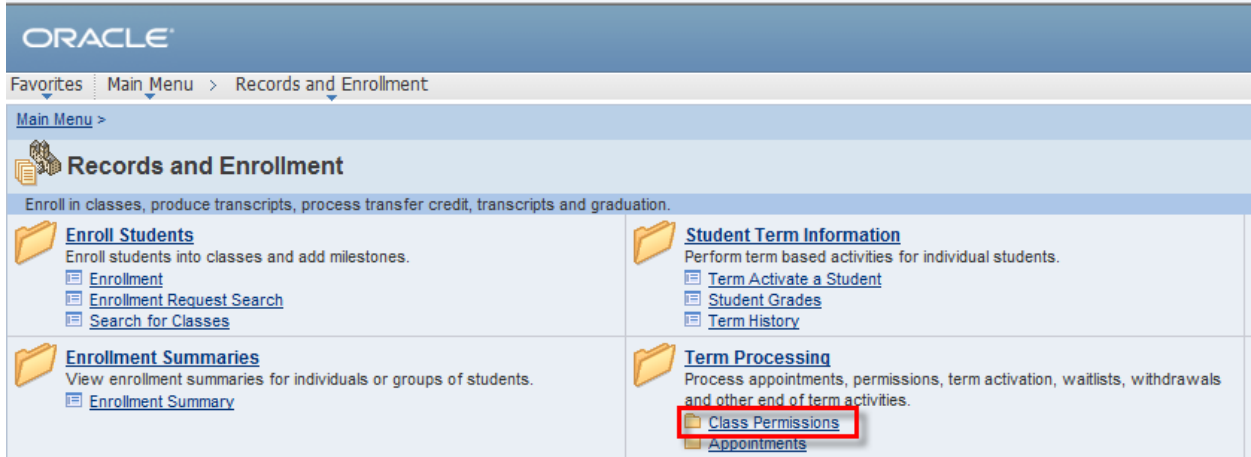 ORACLE
Favorites Main Menu > Records and Enrollment
Main Menu >
Records and Enrollment
Enroll in classes, produce transcripts, process transfer credit, transcripts and graduation.
Enroll Students
Enroll students into classes and add milestones.
Enrollment
Enrollment Request Search
Search for Classes
Student Term Information
Perform term based activities for individual students.
Term Activate a Student
Student Grades
Term History
Enrollment Summaries
View enrollment summaries for individuals or groups of students.
Enrollment Summary
Term Processing
Process appointments, permissions, term activation, waitlists, withdrawals
and other end of term activities.
Class Permissions
Appointments